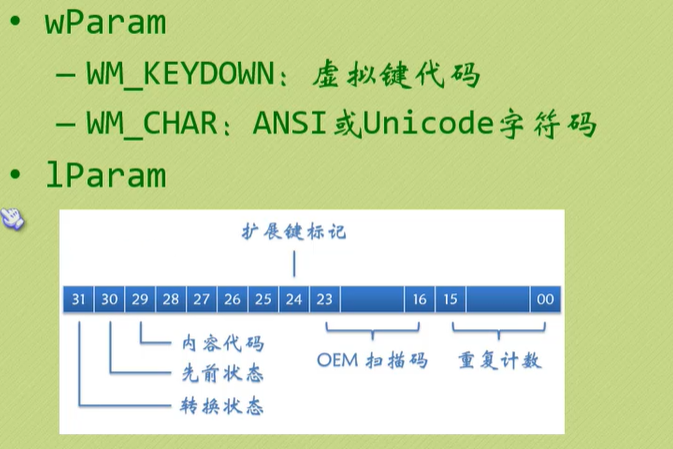 • wParam
– WM_KEYDOWN: 虚拟键代码
– WM_CHAR: ANSI或Unicode字符码
• lParam
扩展键标记
31 30 29 28 27 26 25 24 23 16 15 00
内容代码
先前状态
转换状态
OEM 扫描码
重复计数